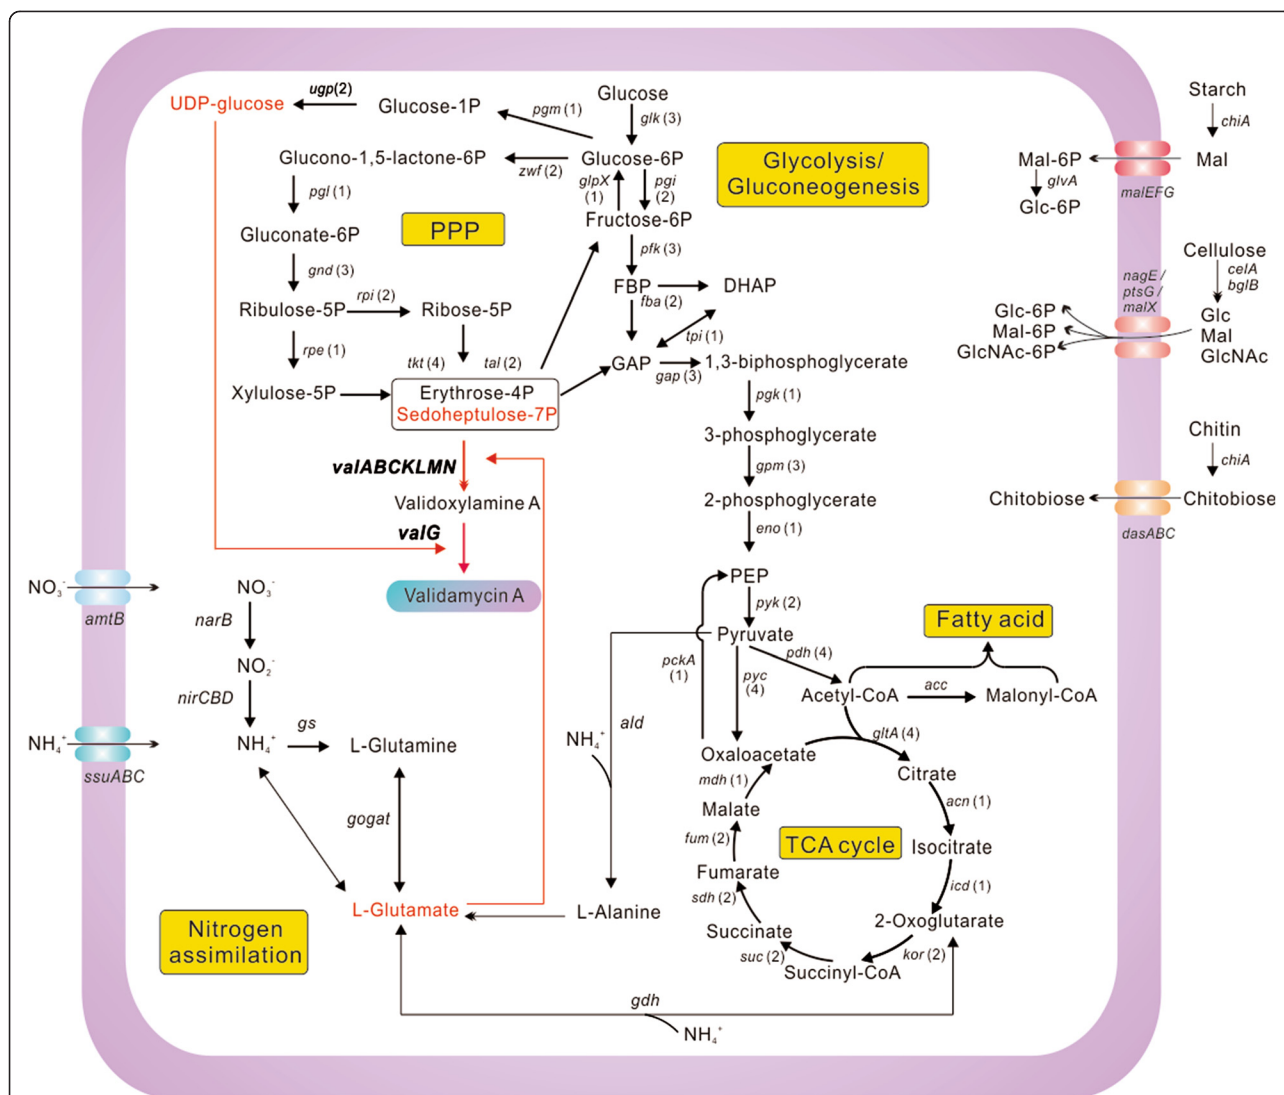 UDP-glucose
ugp(2)
Glucose-1P
pgm (1)
Glucose
glk (3)
Glucono-1,5-lactone-6P
zwf (2)
Glucose-6P
glpX
(1)
pgi
(2)
Glycolysis/
Gluconeogenesis
pgl (1)
PPP
Fructose-6P
Gluconate-6P
pfk (3)
gnd (3)
FBP
fba (2)
DHAP
Ribulose-5P
rpi (2)
Ribose-5P
tpi (1)
rpe (1)
tkt (4)
tal (2)
GAP
gap (3)
1,3-biphosphoglycerate
Xylulose-5P
Erythrose-4P
Sedoheptulose-7P
pgk (1)
3-phosphoglycerate
valABCKLMN
gpm (3)
Validoxylamine A
2-phosphoglycerate
valG
eno (1)
Validamycin A
PEP
pyk (2)
Pyruvate
pckA
(1)
pyc
(4)
pdh (4)
Fatty acid
Acetyl-CoA
acc
Malonyl-CoA
gltA (4)
Oxaloacetate
mdh (1)
Citrate
Malate
acn (1)
fum (2)
TCA cycle
Isocitrate
Fumarate
icd (1)
sdh (2)
2-Oxoglutarate
Succinate
kor (2)
suc (2)
Succinyl-CoA
Starch
chiA
Mal-6P
Mal
glvA
malEFG
Glc-6P
Cellulose
celA
bglB
nagE /
ptsG /
malX
Glc-6P
Mal-6P
GlcNAc-6P
Glc
Mal
GlcNAc
Chitin
chiA
Chitobiose
Chitobiose
dasABC
NO₃⁻
amtB
NO₃⁻
narB
NO₂⁻
nirCBD
NH₄⁺
ssuABC
NH₄⁺
gs
L-Glutamine
gogat
NH₄⁺
ald
L-Glutamate
L-Alanine
Nitrogen
assimilation
gdh
NH₄⁺